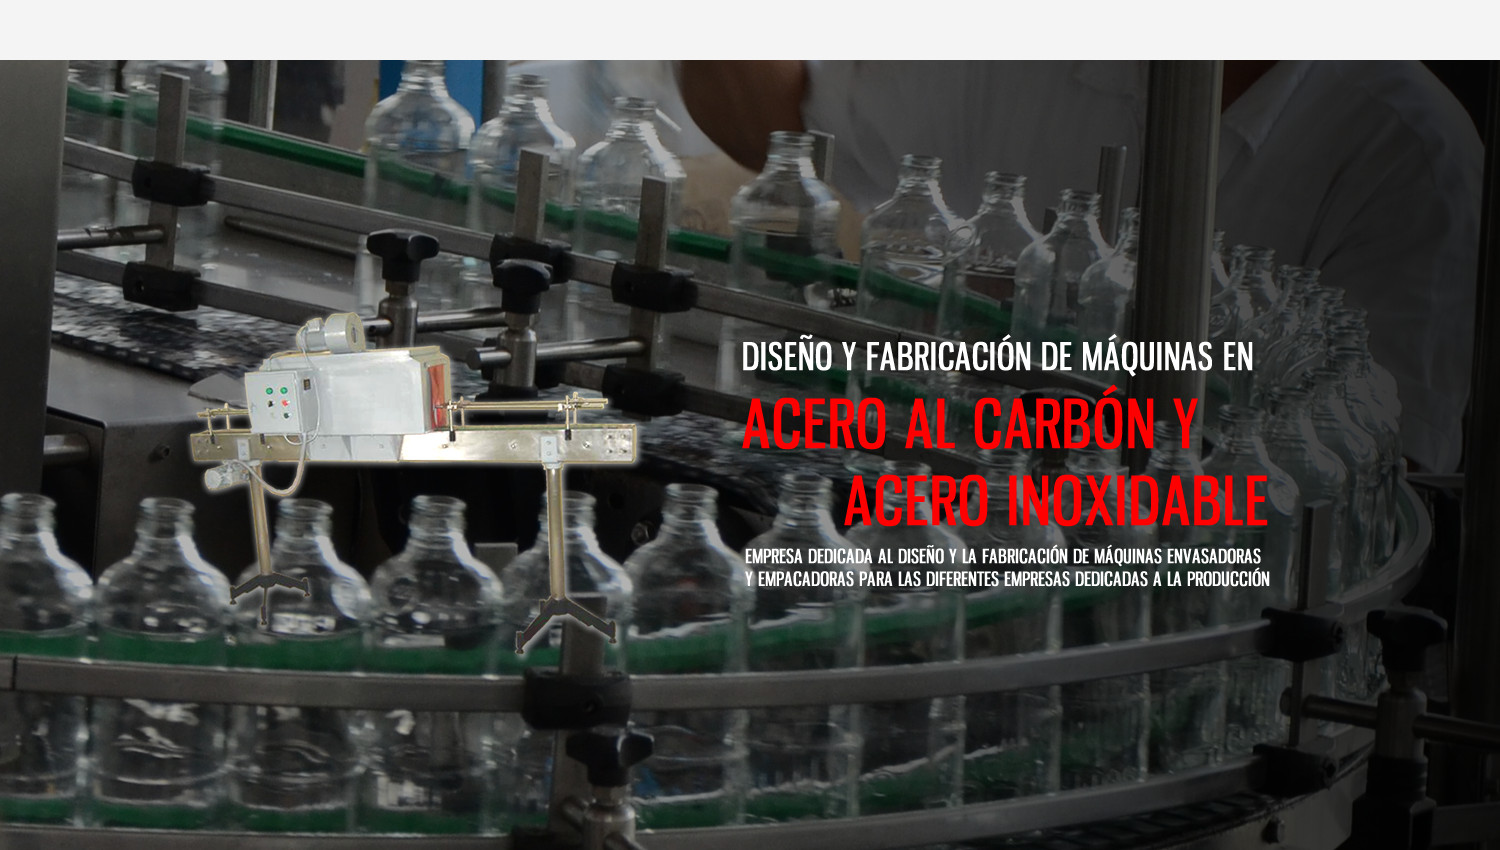 DISEÑO Y FABRICACIÓN DE MÁQUINAS EN
ACERO AL CARBÓN Y
ACERO INOXIDABLE
EMPRESA DEDICADA AL DISEÑO Y LA FABRICACIÓN DE MÁQUINAS ENVASADORAS
Y EMPACADORAS PARA LAS DIFERENTES EMPRESAS DEDICADAS A LA PRODUCCIÓN